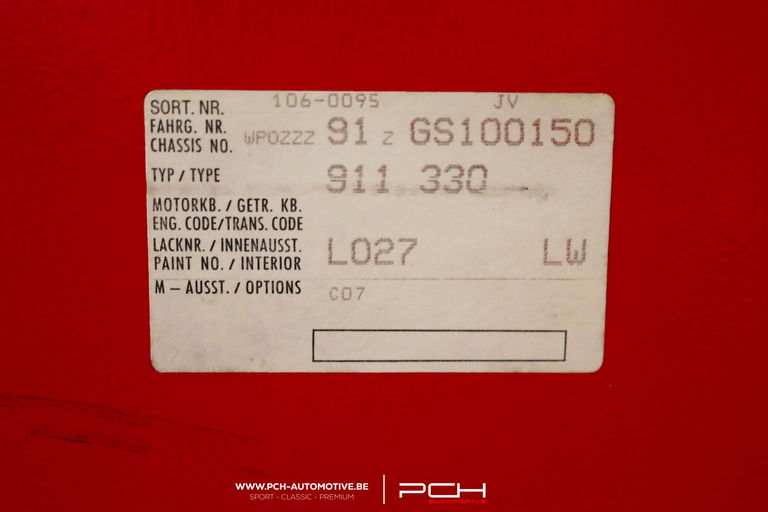 SORT. NR. 106-0095 JV
FAHRG. NR.
CHASSIS NO. WP0ZZZ 91 Z GS100150
TYP / TYPE 911 330
MOTORKB. / GETR. KB.
ENG. CODE/TRANS. CODE
LACKNR. / INNENAUSST.
PAINT NO. / INTERIOR L027 LW
M – AUSST. / OPTIONS C07
WWW.PCH-AUTOMOTIVE.BE
SPORT - CLASSIC - PREMIUM
PCH
automotive